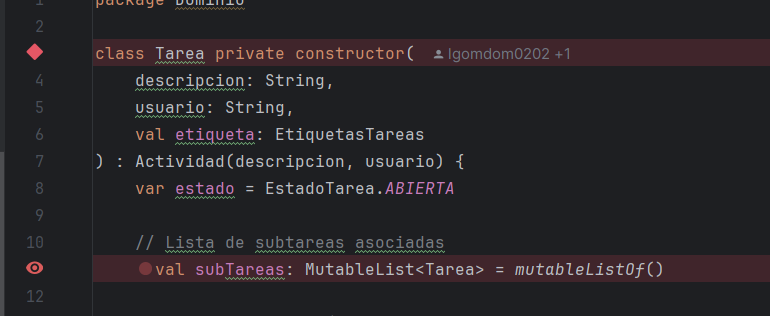 1 package Dominio
2
class Tarea private constructor( lgomdom0202 +1
4 descripcion: String,
5 usuario: String,
6 val etiqueta: EtiquetasTareas
7 ) : Actividad(descripcion, usuario) {
8 var estado = EstadoTarea.ABIERTA
9
10 // Lista de subtareas asociadas
val subTareas: MutableList<Tarea> = mutableListOf()
12